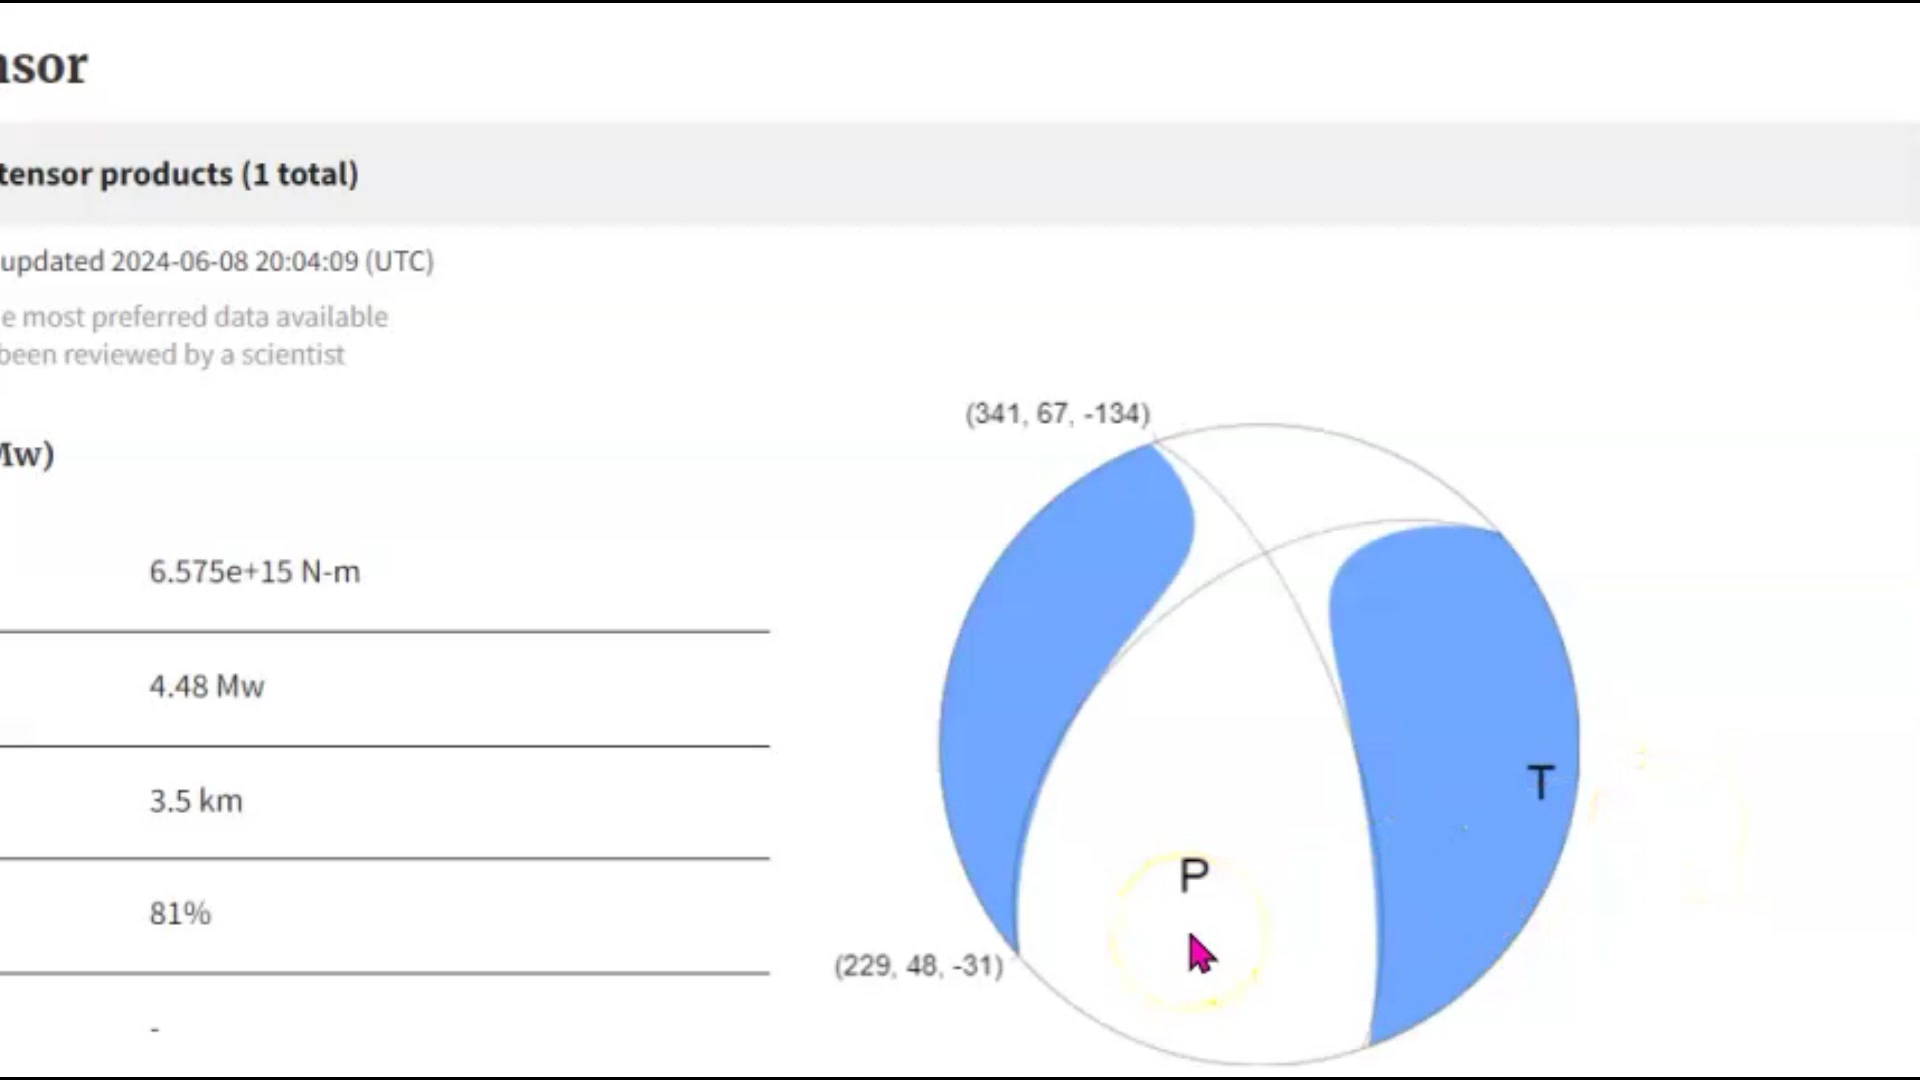 nsor
tensor products (1 total)
updated 2024-06-08 20:04:09 (UTC)
e most preferred data available
been reviewed by a scientist
Mw)
6.575e+15 N-m
4.48 Mw
3.5 km
81%
-
(341, 67, -134)
T
P
(229, 48, -31)